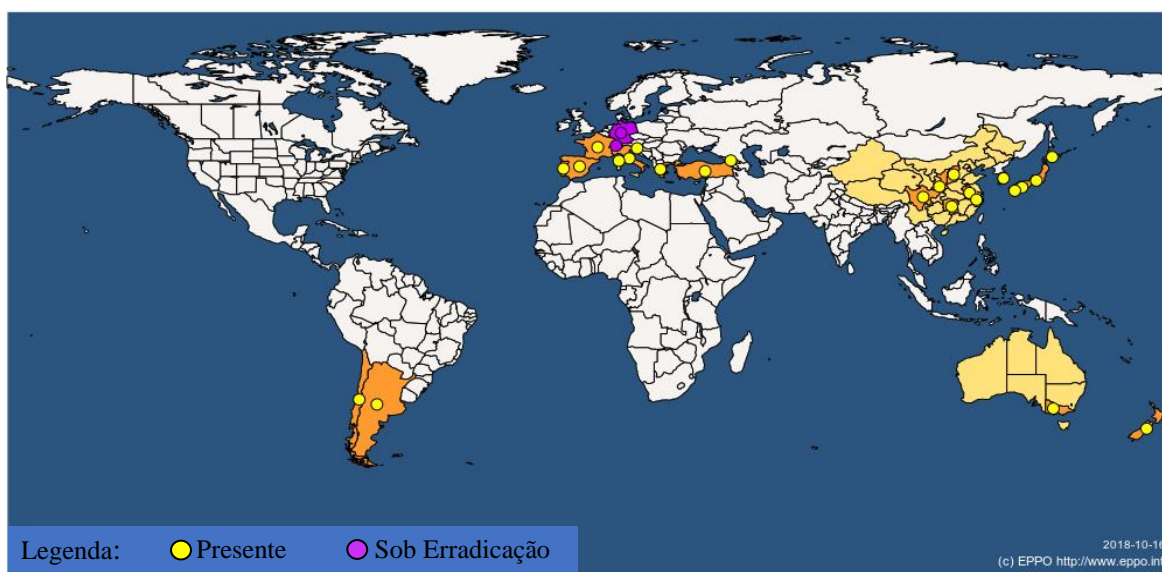 Legenda: Presente Sob Erradicação
2018-10-16
(c) EPPO http://www.eppo.int